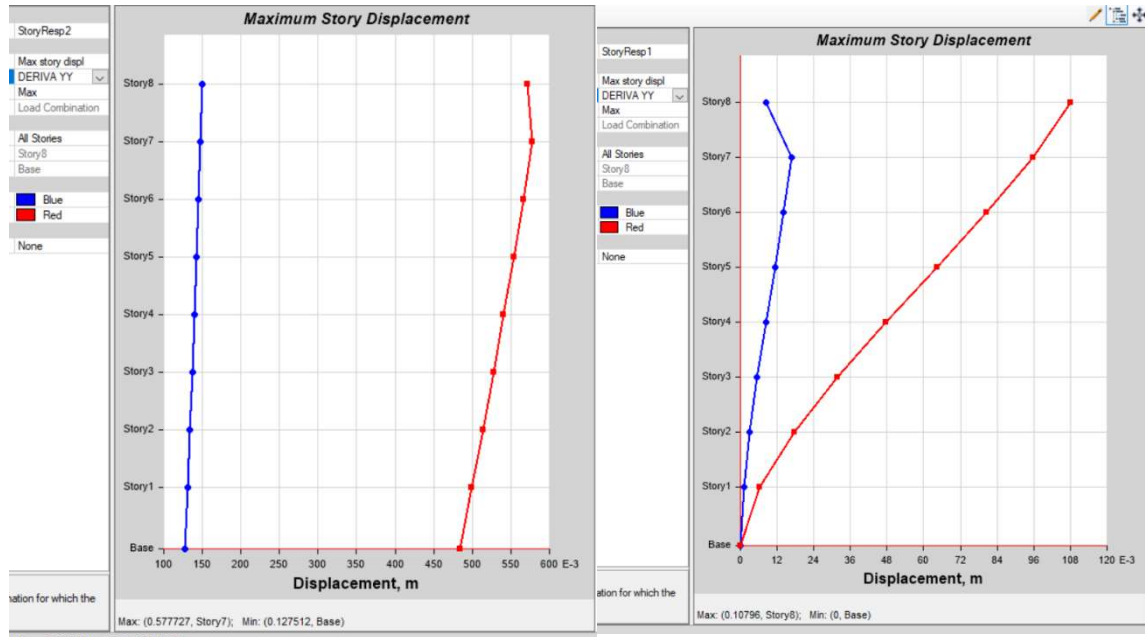 StoryResp2
Max story displ
DERIVA YY
Max
Load Combination
All Stories
Story8
Base
Blue
Red
None
nation for which the
Maximum Story Displacement
Story8
Story7
Story6
Story5
Story4
Story3
Story2
Story1
Base
100 150 200 250 300 350 400 450 500 550 600 E-3
Displacement, m
Max: (0.577727, Story7); Min: (0.127512, Base)
StoryResp1
Max story displ
DERIVA YY
Max
Load Combination
All Stories
Story8
Base
Blue
Red
None
ation for which the
Maximum Story Displacement
Story8
Story7
Story6
Story5
Story4
Story3
Story2
Story1
Base
0 12 24 36 48 60 72 84 96 108 120 E-3
Displacement, m
Max: (0.10796, Story8); Min: (0, Base)